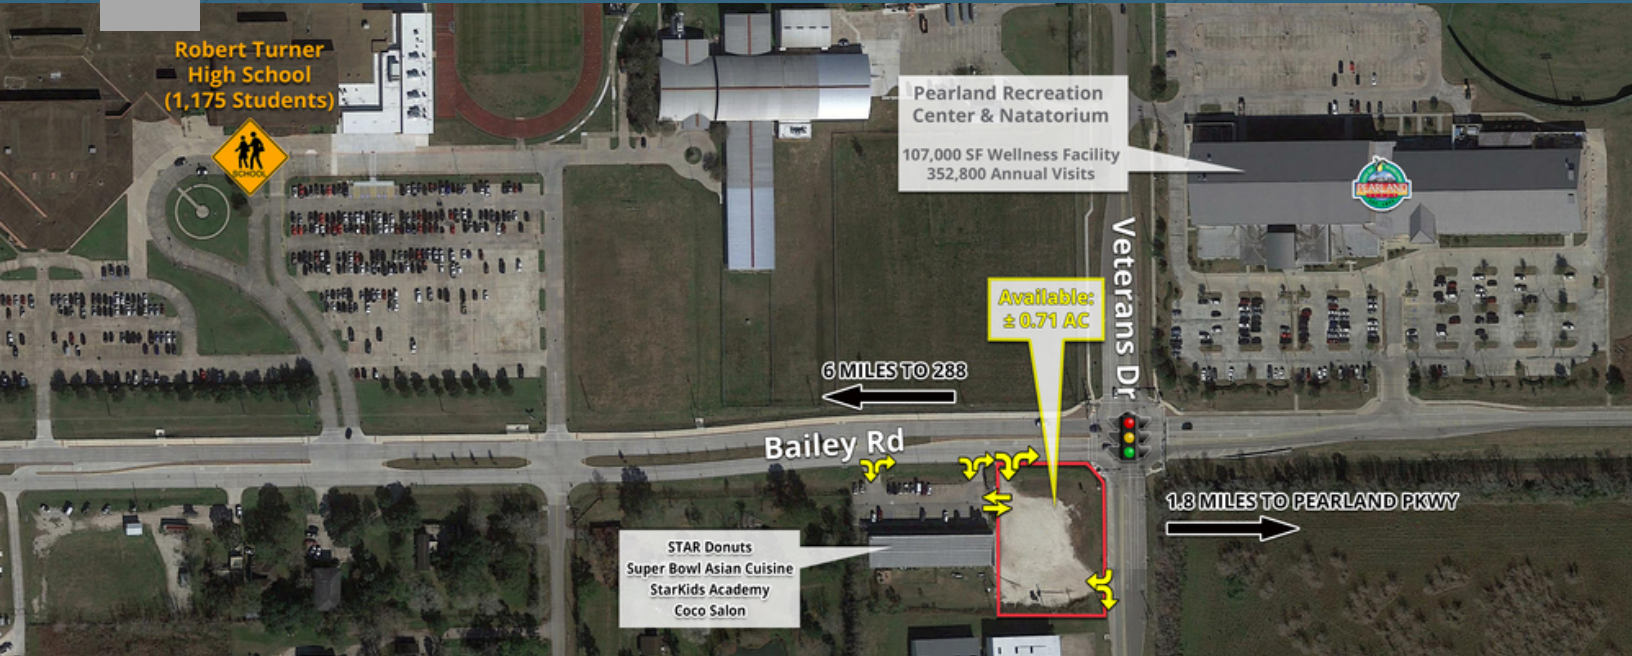 Robert Turner
High School
(1,175 Students)
SCHOOL
Pearland Recreation
Center & Natatorium
107,000 SF Wellness Facility
352,800 Annual Visits
PEARLAND
Veterans Dr
Available:
± 0.71 AC
6 MILES TO 288
Bailey Rd
1.8 MILES TO PEARLAND PKWY
STAR Donuts
Super Bowl Asian Cuisine
StarKids Academy
Coco Salon